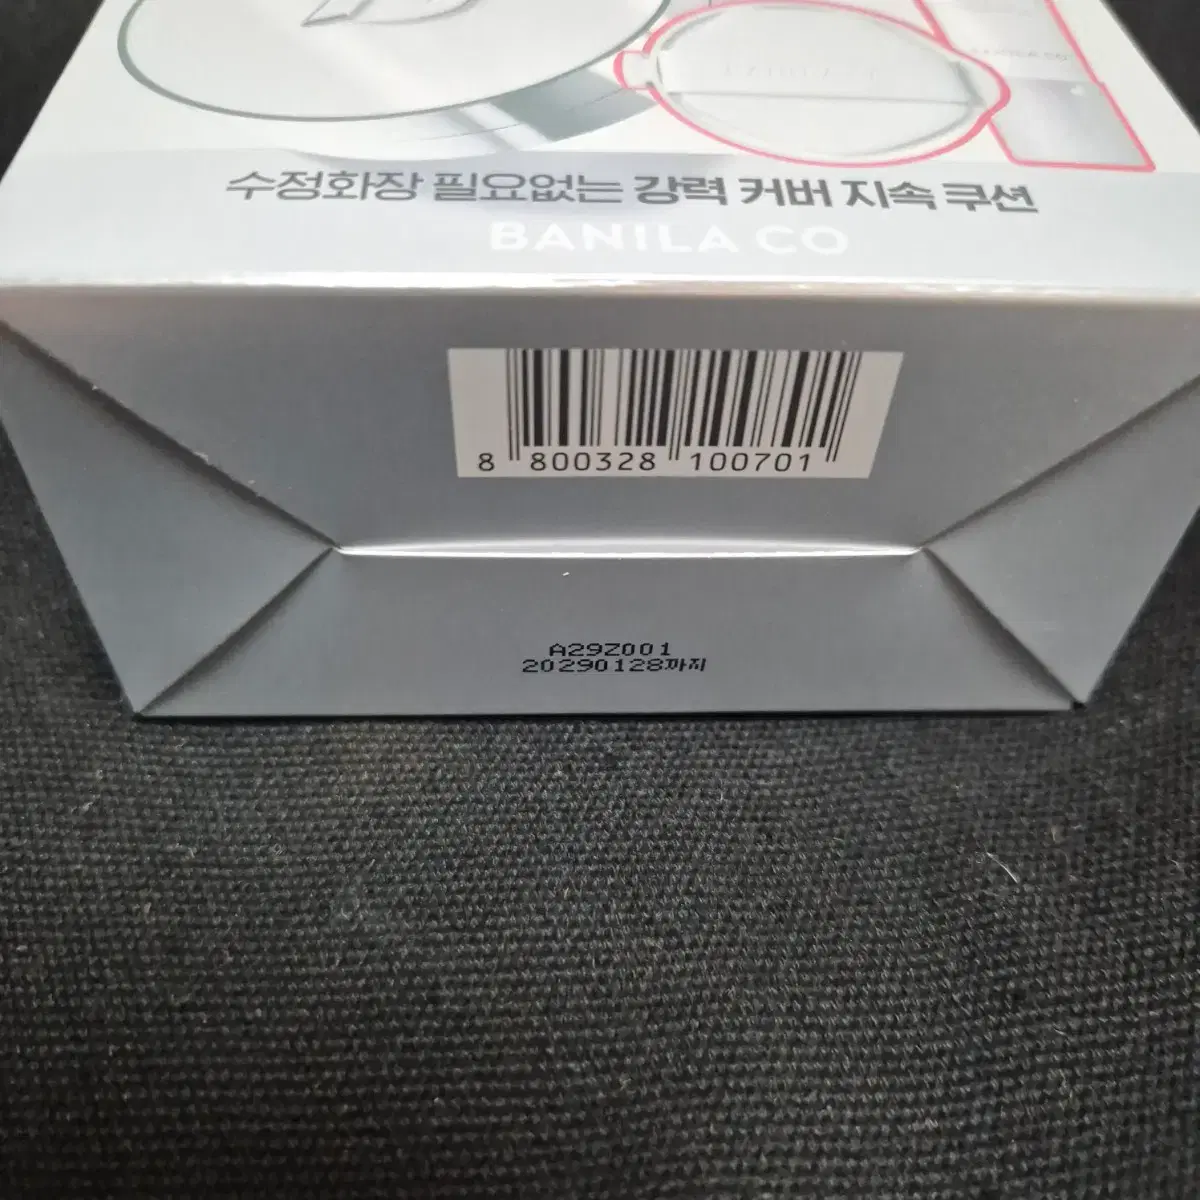 수정화장 필요없는 강력 커버 지속 쿠션
BANILA CO
8 800328 100701
A29Z001
20290128까지